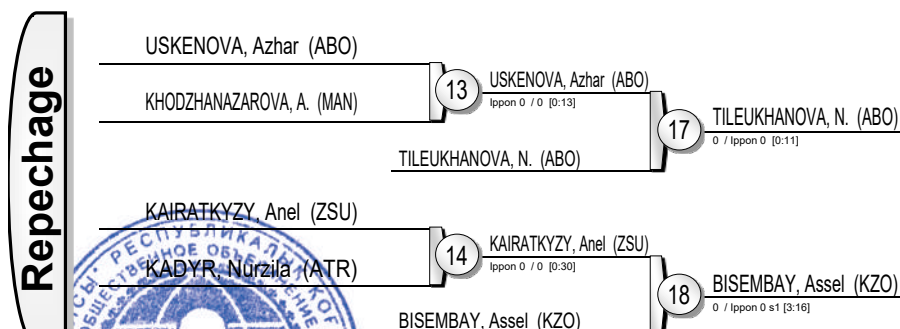 Repechage
USKENOVA, Azhar (ABO)
KHODZHANAZAROVA, A. (MAN)
13
USKENOVA, Azhar (ABO)
Ippon 0 / 0 [0:13]
TILEUKHANOVA, N. (ABO)
17
TILEUKHANOVA, N. (ABO)
0 / Ippon 0 [0:11]
KAIRATKYZY, Anel (ZSU)
KADYR, Nurzila (ATR)
14
KAIRATKYZY, Anel (ZSU)
Ippon 0 / 0 [0:30]
BISEMBAY, Assel (KZO)
18
BISEMBAY, Assel (KZO)
0 / Ippon 0 s1 [3:16]